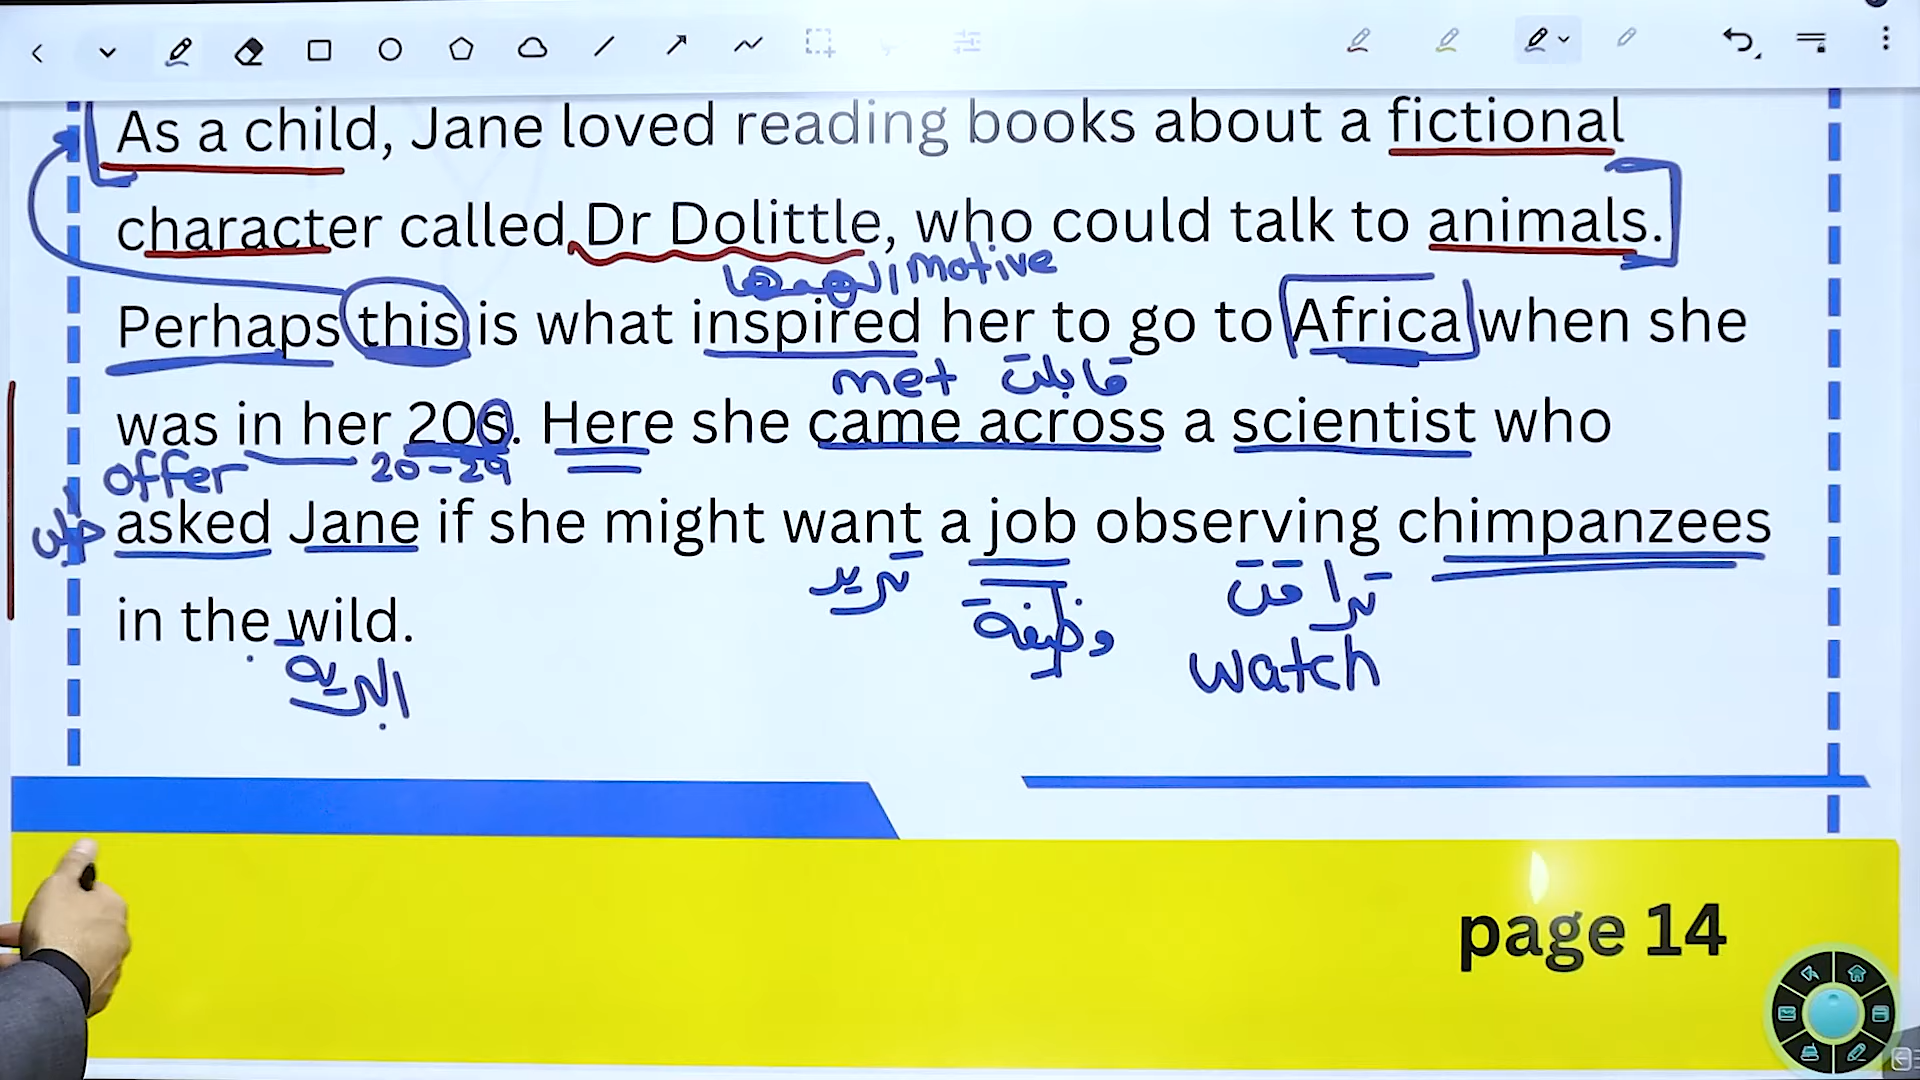 As a child, Jane loved reading books about a fictional
character called Dr Dolittle, who could talk to animals.
ألهمها motive
Perhaps this is what inspired her to go to Africa when she
met قابلت
was in her 20s. Here she came across a scientist who
offer 20-29
asked Jane if she might want a job observing chimpanzees
تريد وظيفة تراقب
in the wild.
البرية watch
page 14